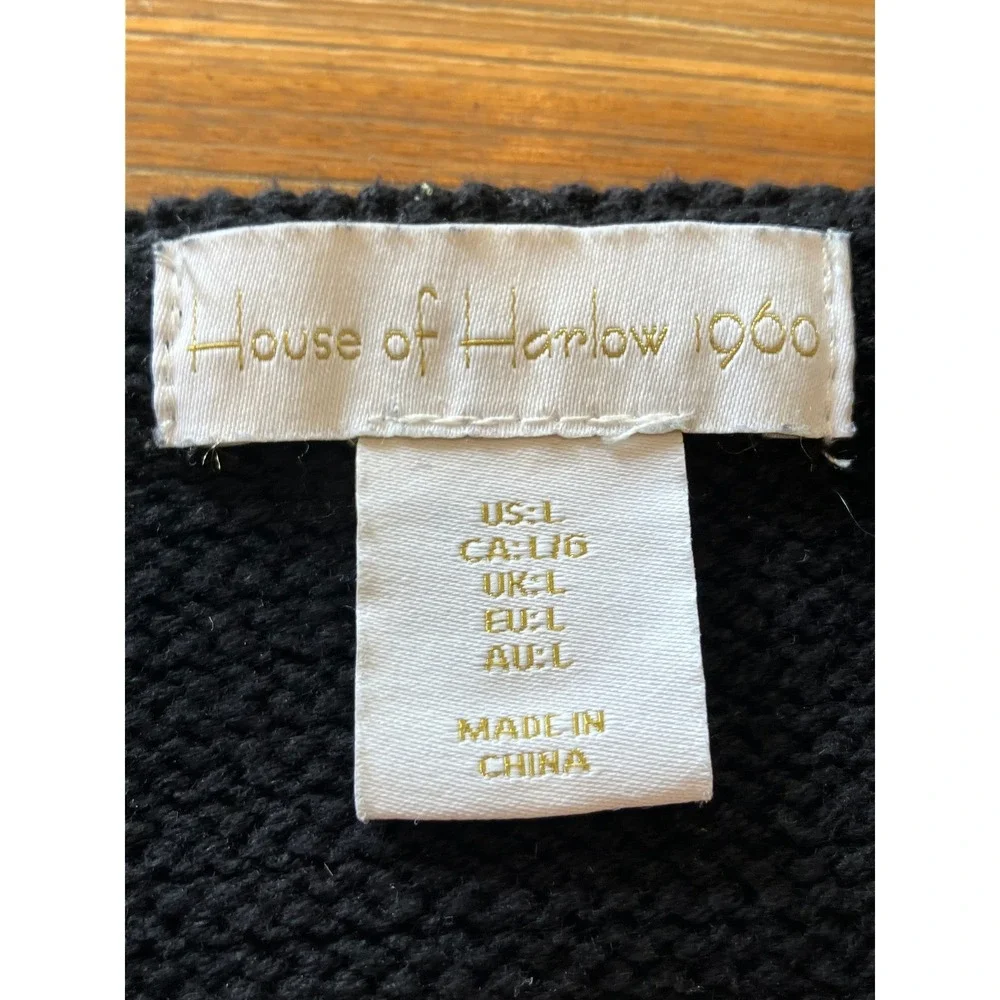 House of Harlow 1960
US:L
CA:L/G
UK:L
EU:L
AU:L
MADE IN
CHINA